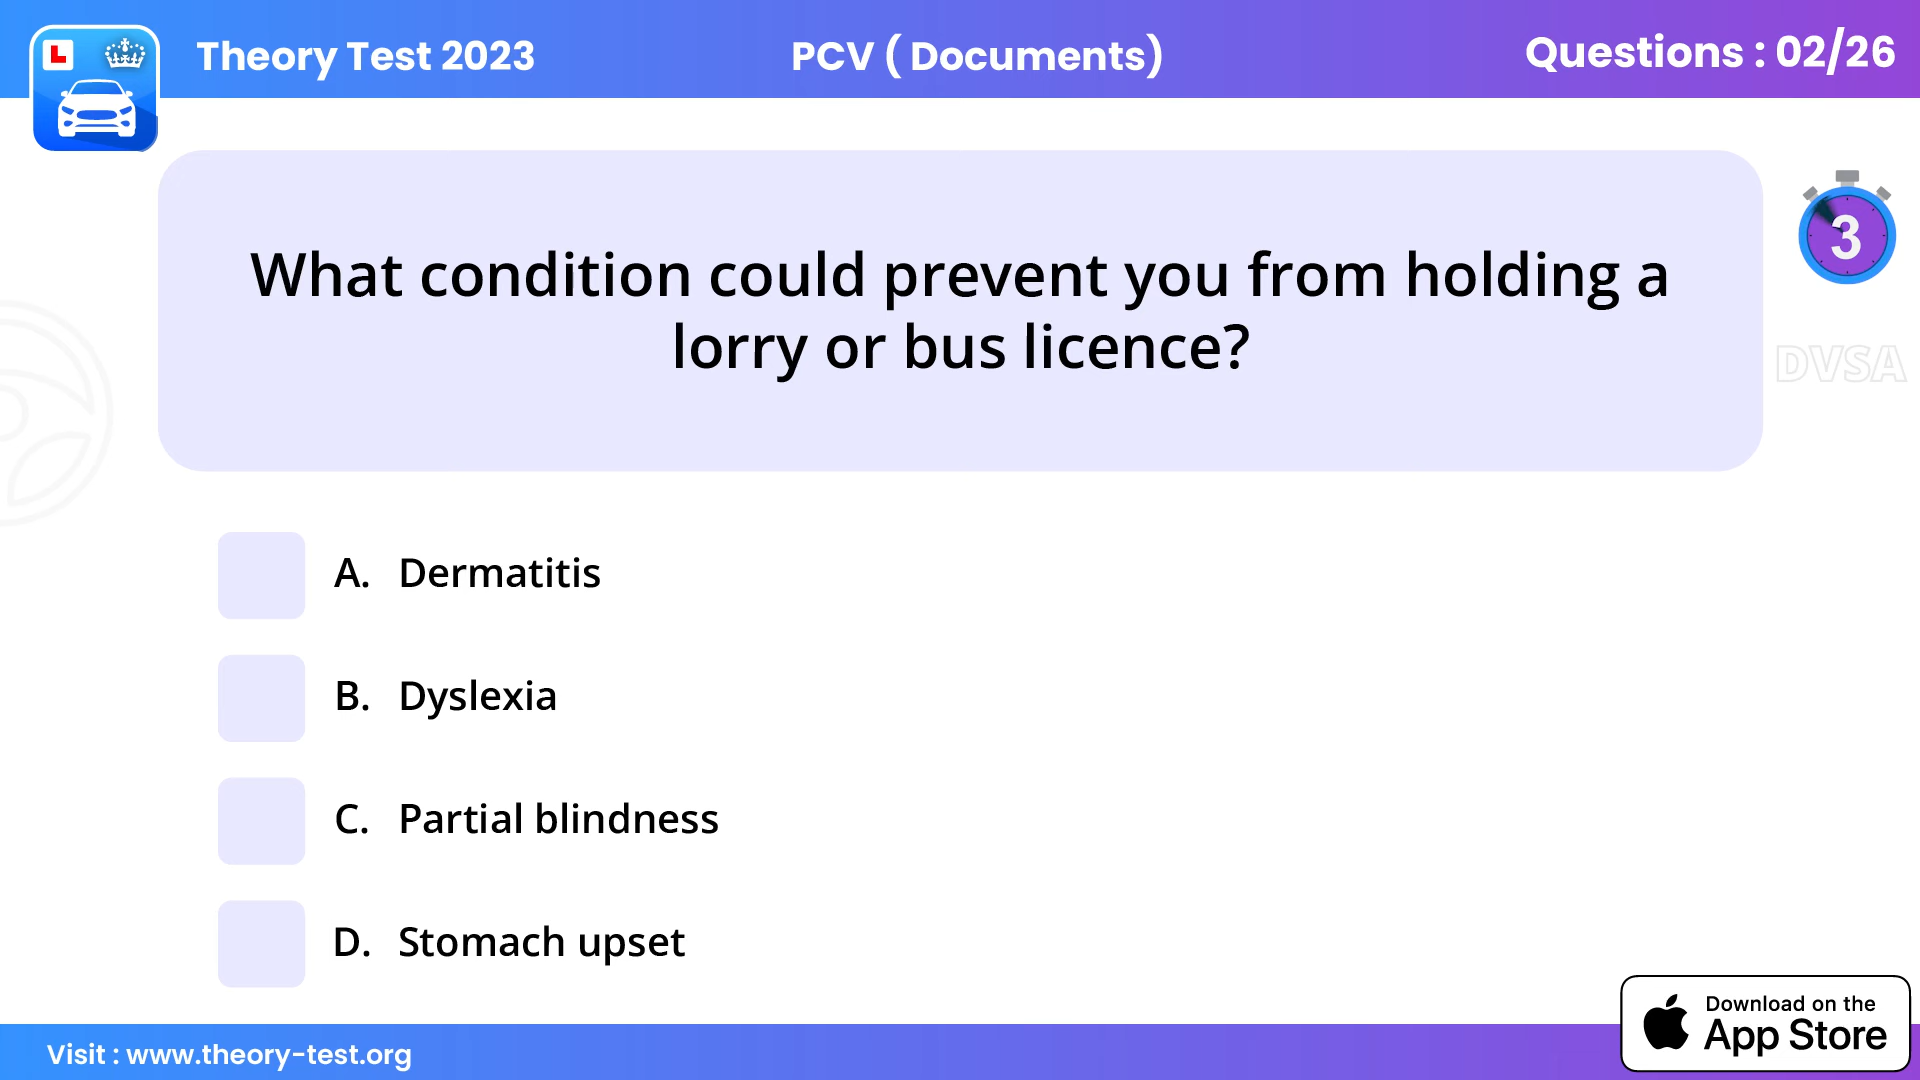 L
Theory Test 2023
PCV ( Documents)
Questions : 02/26
What condition could prevent you from holding a
lorry or bus licence?
3
DVSA
A. Dermatitis
B. Dyslexia
C. Partial blindness
D. Stomach upset
Visit : www.theory-test.org
Download on the
App Store